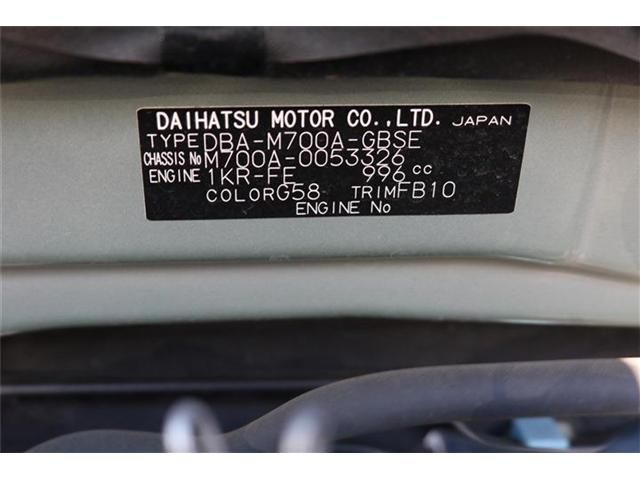 DAIHATSU MOTOR CO.,LTD. JAPAN
TYPE DBA-M700A-GBSE
CHASSIS No M700A-0053326
ENGINE 1KR-FE 996 cc
COLOR G58 TRIM FB10
ENGINE No